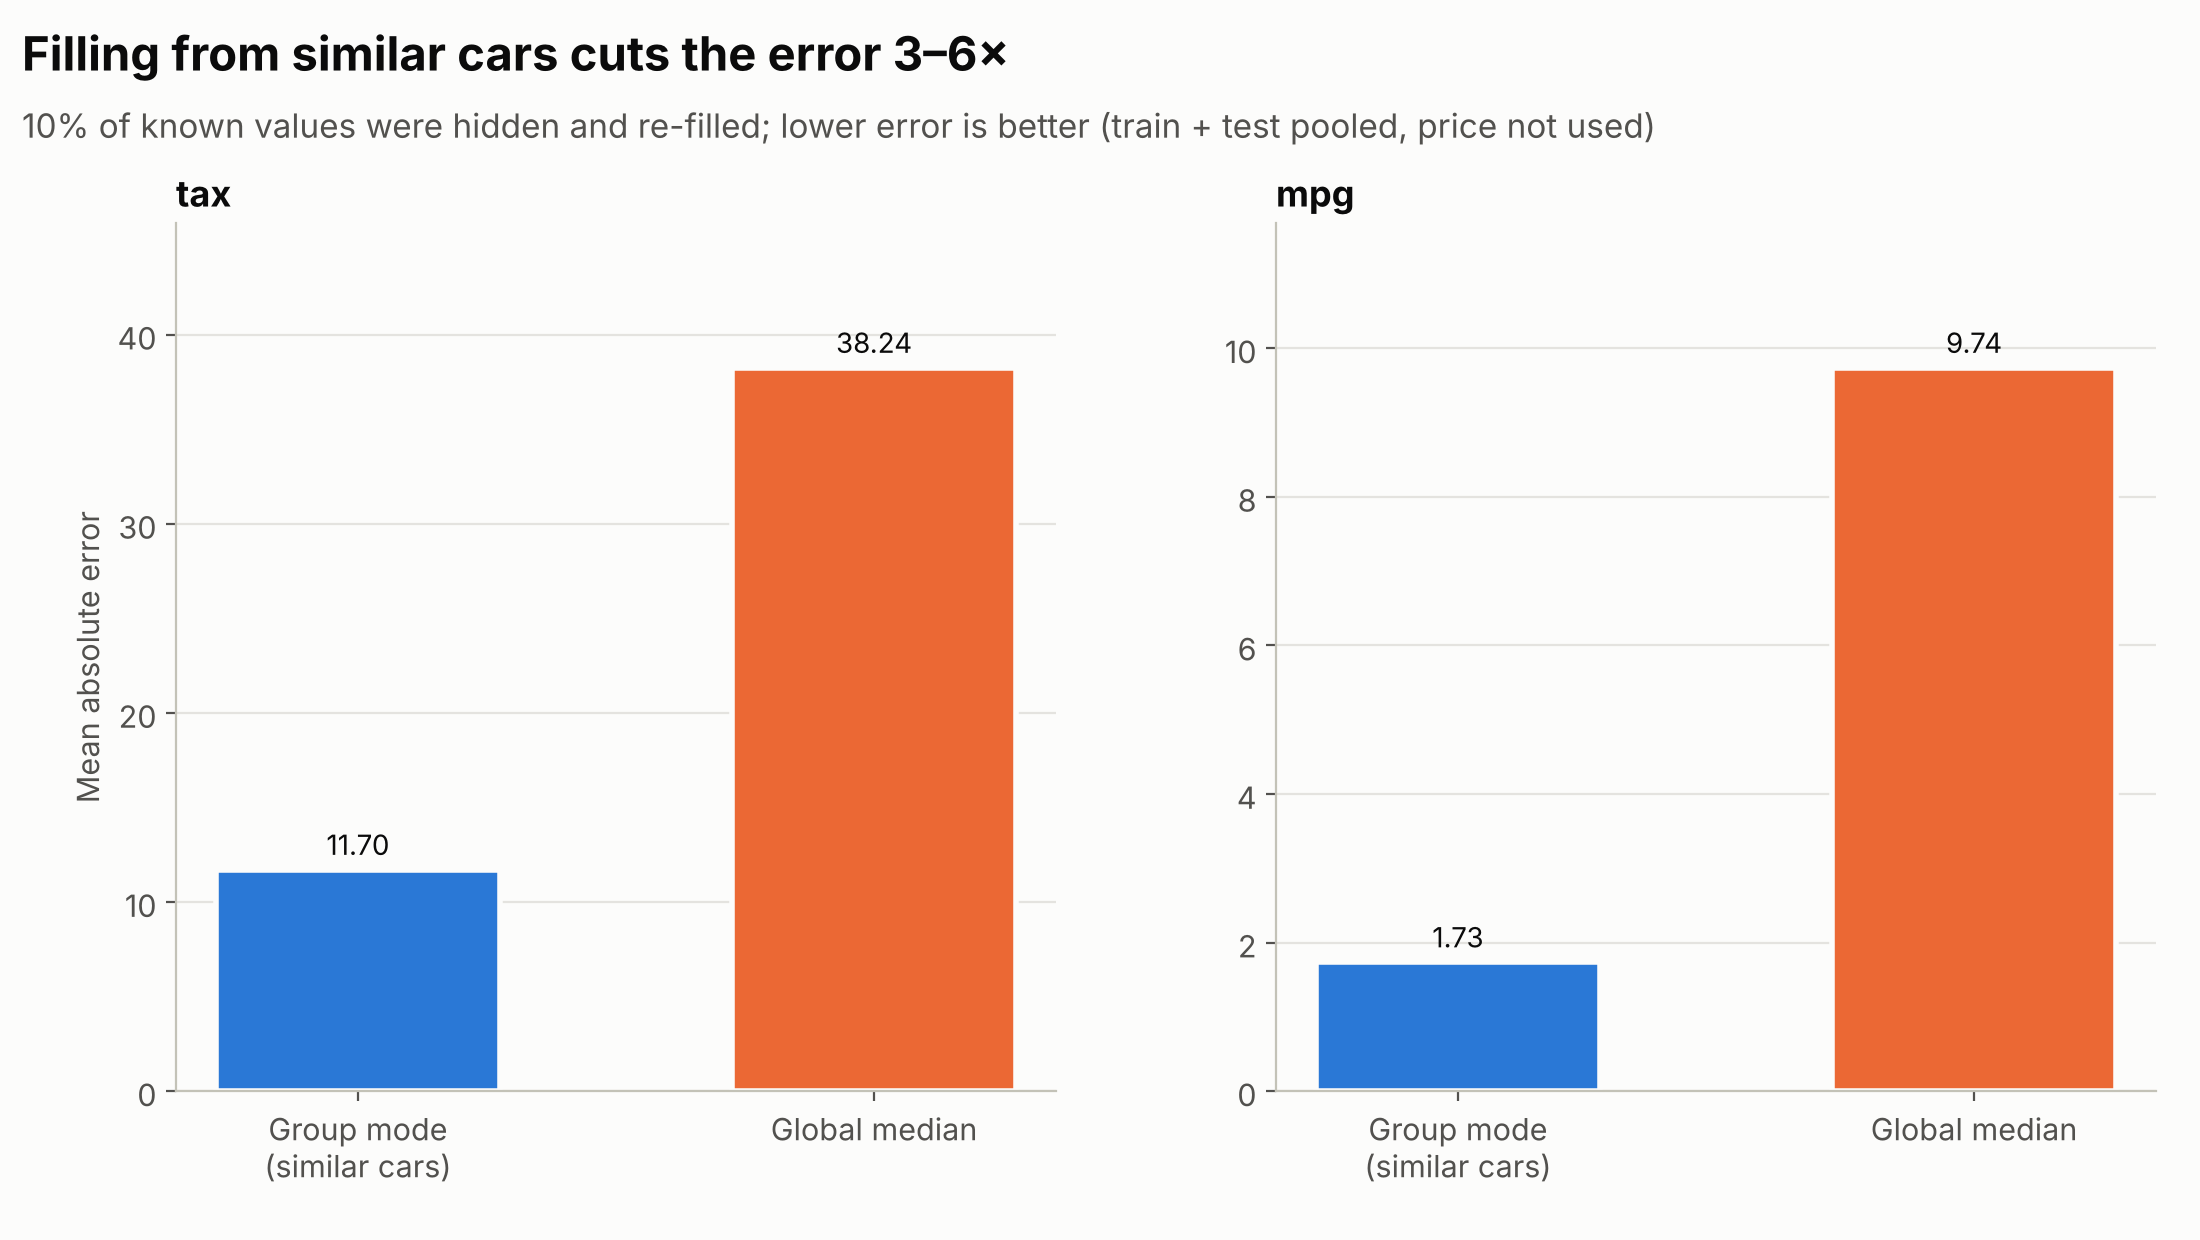 Filling from similar cars cuts the error 3–6×
10% of known values were hidden and re-filled; lower error is better (train + test pooled, price not used)
tax
Mean absolute error
40
30
20
10
0
11.70
38.24
Group mode
(similar cars)
Global median
mpg
10
8
6
4
2
0
1.73
9.74
Group mode
(similar cars)
Global median